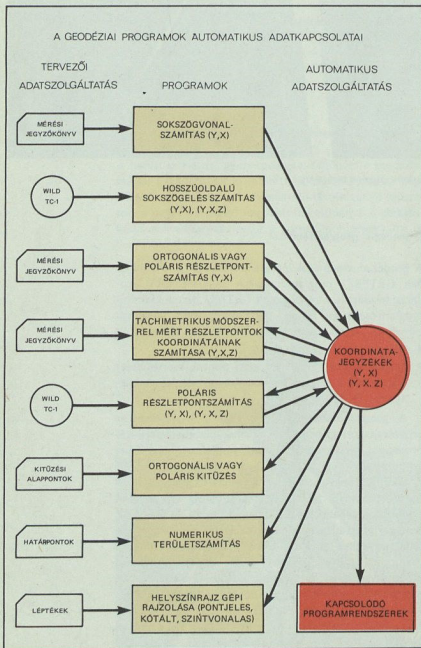 A GEODÉZIAI PROGRAMOK AUTOMATIKUS ADATKAPCSOLATAI
TERVEZŐI
ADATSZOLGÁLTATÁS
PROGRAMOK
AUTOMATIKUS
ADATSZOLGÁLTATÁS
MÉRÉSI
JEGYZŐKÖNYV
SOKSZÖGVONAL-
SZÁMÍTÁS (Y,X)
WILD
TC-1
HOSSZÚOLDALÚ
SOKSZÖGELÉS SZÁMÍTÁS
(Y,X), (Y,X,Z)
MÉRÉSI
JEGYZŐKÖNYV
ORTOGONÁLIS VAGY
POLÁRIS RÉSZLETPONT-
SZÁMÍTÁS (Y,X)
MÉRÉSI
JEGYZŐKÖNYV
TACHIMETRIKUS MÓDSZER-
REL MÉRT RÉSZLETPONTOK
KOORDINÁTÁINAK
SZÁMÍTÁSA (Y,X,Z)
KOORDINÁTA-
JEGYZÉKEK
(Y, X)
(Y, X, Z)
WILD
TC-1
POLÁRIS
RÉSZLETPONTSZÁMÍTÁS
(Y, X), (Y, X, Z)
KITŰZÉSI
ALAPPONTOK
ORTOGONÁLIS VAGY
POLÁRIS KITŰZÉS
HATÁRPONTOK
NUMERIKUS
TERÜLETSZÁMÍTÁS
LÉPTÉKEK
HELYSZÍNRAJZ GÉPI
RAJZOLÁSA (PONTJELES,
KÓTÁLT, SZINTVONALAS)
KAPCSOLÓDÓ
PROGRAMRENDSZEREK